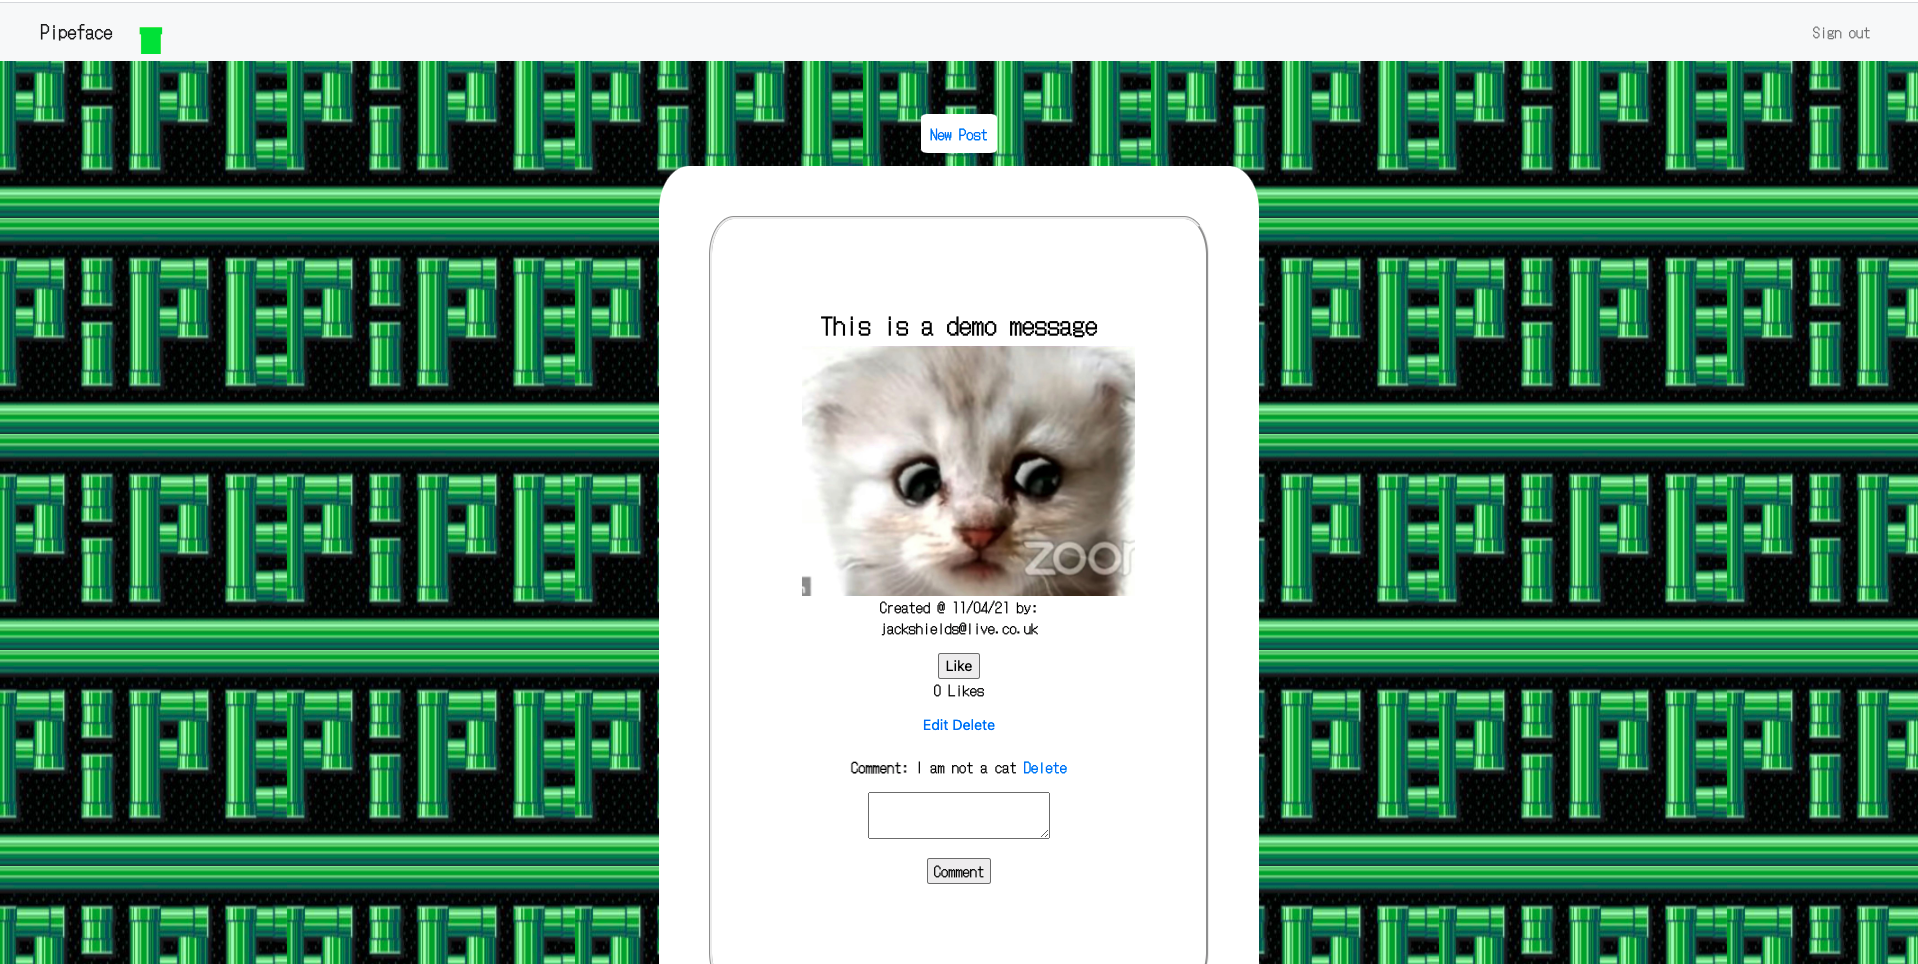 Pipeface
Sign out
New Post
This is a demo message
zoom
Created @ 11/04/21 by:
jackshields@live.co.uk
Like
0 Likes
Edit Delete
Comment: I am not a cat Delete
Comment